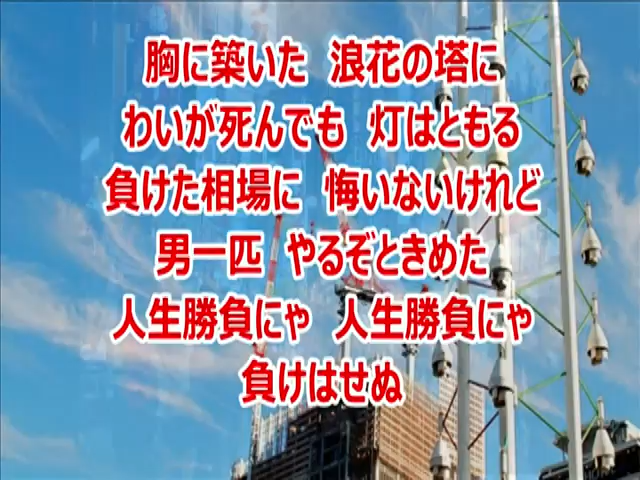 胸に築いた　浪花の塔に
わいが死んでも　灯はともる
負けた相場に　悔いないけれど
男一匹　やるぞときめた
人生勝負にゃ　人生勝負にゃ
負けはせぬ